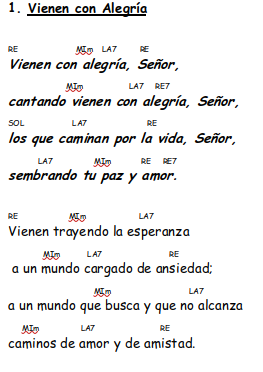 1. Vienen con Alegría
RE MIm LA7 RE
Vienen con alegría, Señor,
MIm LA7 RE7
cantando vienen con alegría, Señor,
SOL LA7 RE
los que caminan por la vida, Señor,
LA7 MIm RE RE7
sembrando tu paz y amor.
RE MIm LA7
Vienen trayendo la esperanza
MIm LA7 RE
a un mundo cargado de ansiedad;
MIm LA7
a un mundo que busca y que no alcanza
MIm LA7 RE
caminos de amor y de amistad.